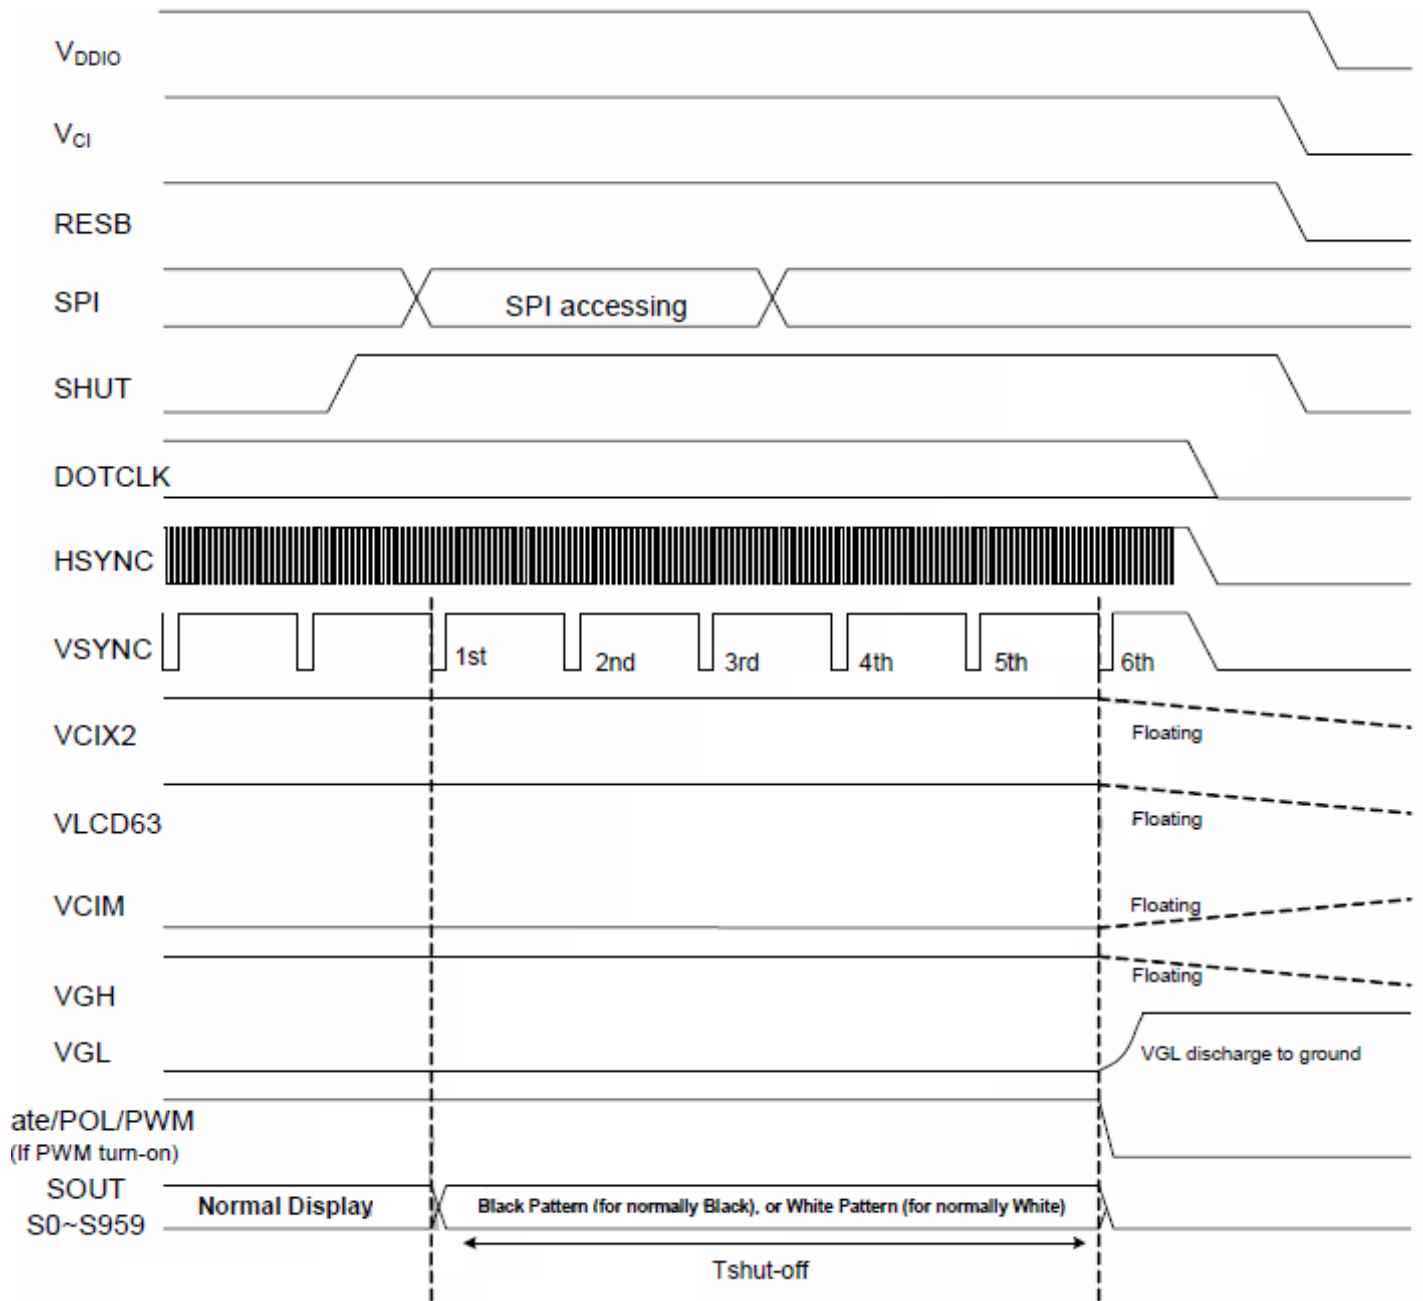 VDDIO
VCI
RESB
SPI
SPI accessing
SHUT
DOTCLK
HSYNC
VSYNC
1st
2nd
3rd
4th
5th
6th
VCIX2
Floating
VLCD63
Floating
VCIM
Floating
VGH
Floating
VGL
VGL discharge to ground
ate/POL/PWM
(If PWM turn-on)
SOUT
S0~S959
Normal Display
Black Pattern (for normally Black), or White Pattern (for normally White)
Tshut-off